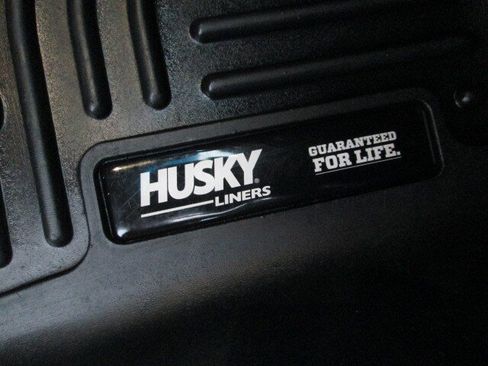 HUSKY®
LINERS
GUARANTEED
FOR LIFE.